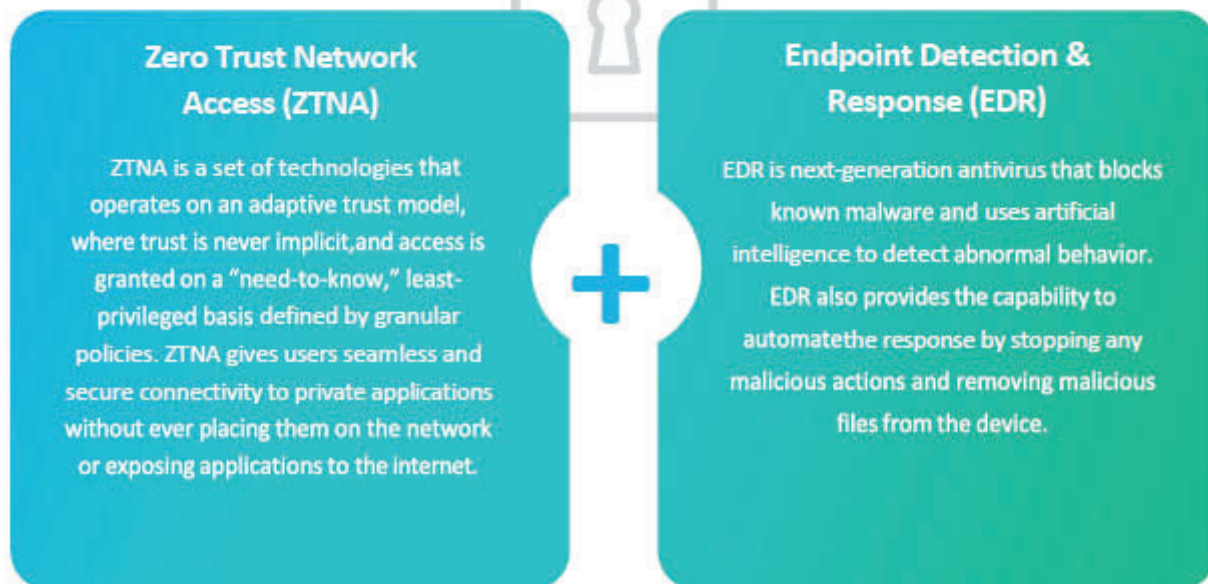 Zero Trust Network
Access (ZTNA)
ZTNA is a set of technologies that
operates on an adaptive trust model,
where trust is never implicit,and access is
granted on a “need-to-know,” least-
privileged basis defined by granular
policies. ZTNA gives users seamless and
secure connectivity to private applications
without ever placing them on the network
or exposing applications to the internet.
+
Endpoint Detection &
Response (EDR)
EDR is next-generation antivirus that blocks
known malware and uses artificial
intelligence to detect abnormal behavior.
EDR also provides the capability to
automatethe response by stopping any
malicious actions and removing malicious
files from the device.